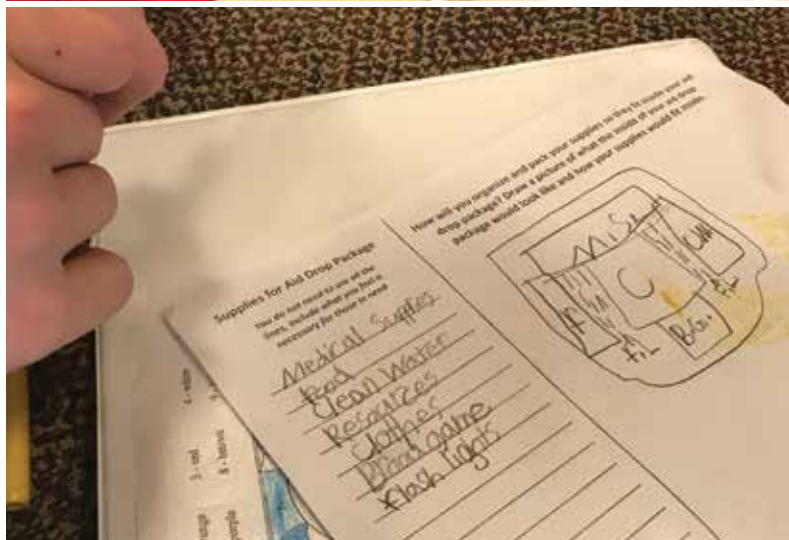 Supplies for Aid Drop Package
You do not need to use all the
lines, include what you feel is
necessary for those in need
Medical Supplies
Food
Clean Water
Resources
Clothes
Board game
Flash lights
How will you organize and pack your supplies so they fit inside your aid
drop package? Draw a picture of what the inside of your aid drop
package would look like and how your supplies would fit inside.
M.S.
C.W.
F
C
F.L
F.L
B.G.
3 - red